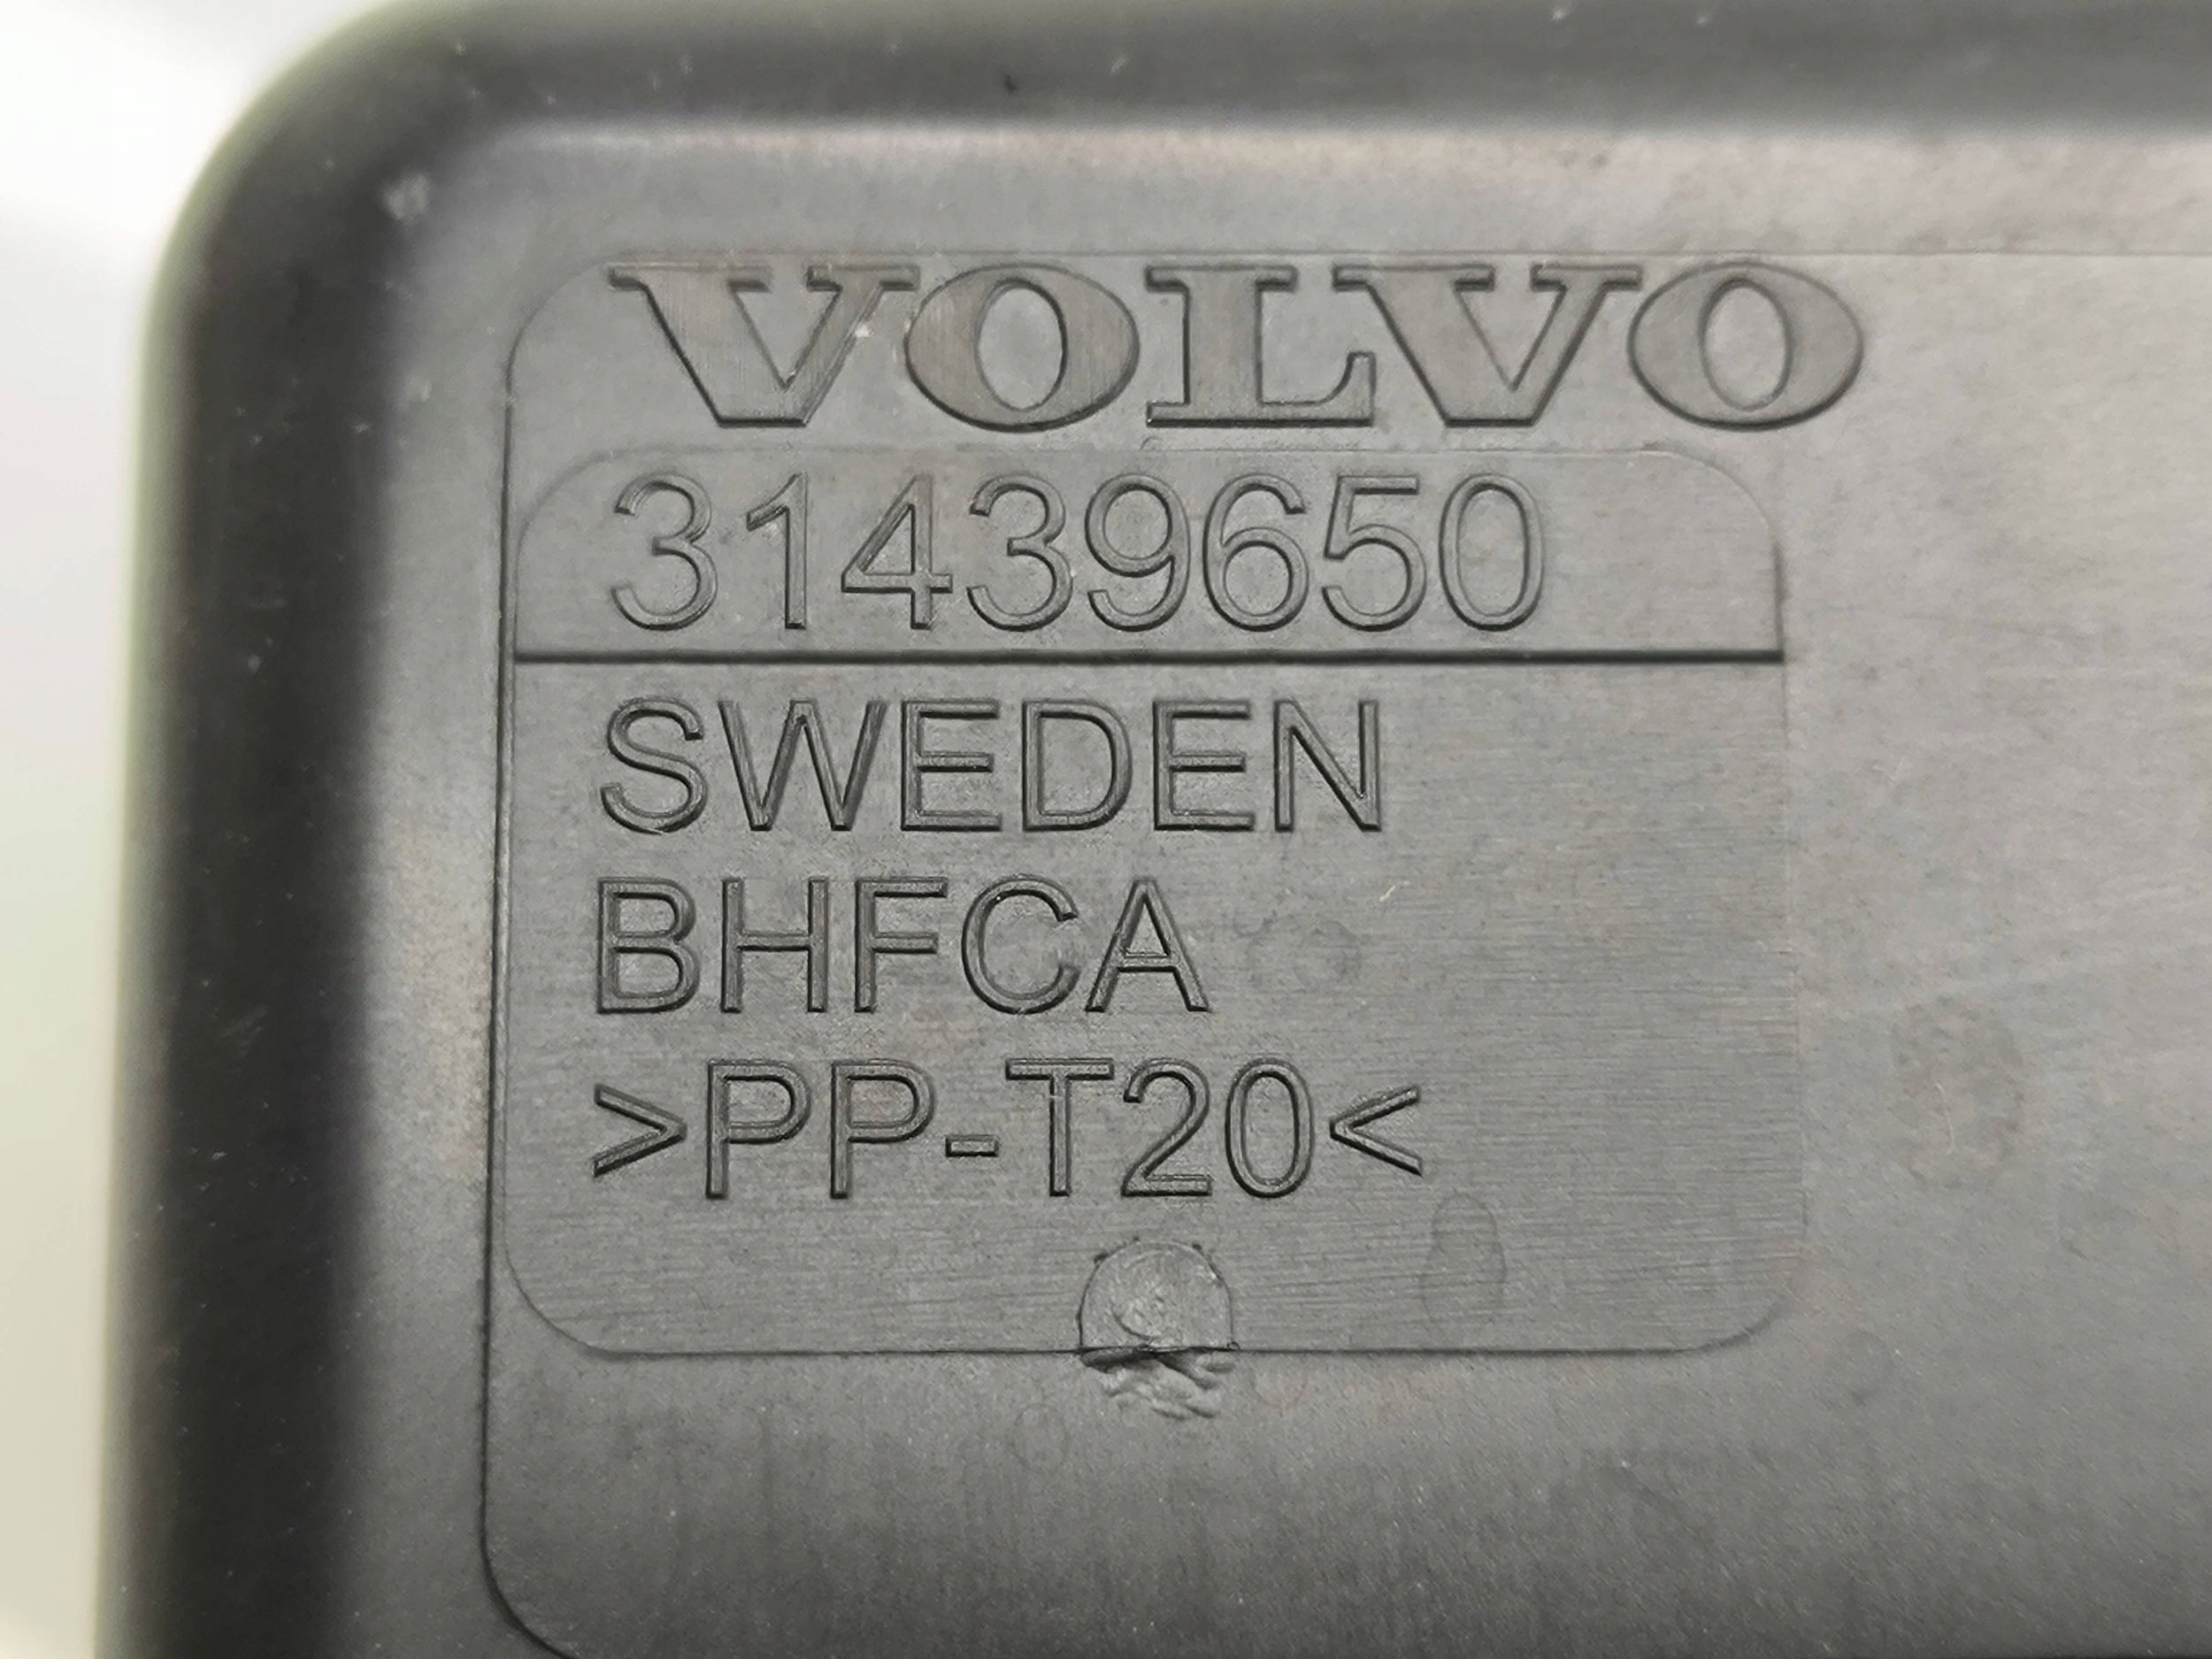 VOLVO
31439650
SWEDEN
BHFCA
>PP-T20<